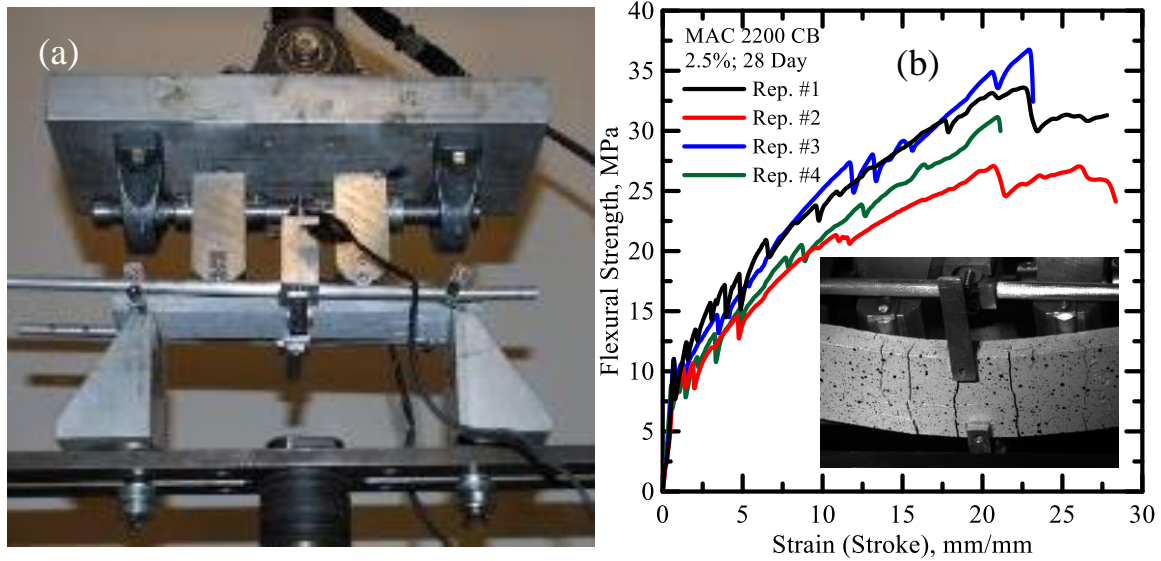 (a)
(b)
MAC 2200 CB
2.5%; 28 Day
Rep. #1
Rep. #2
Rep. #3
Rep. #4
Flexural Strength, MPa
40
35
30
25
20
15
10
5
0
0 5 10 15 20 25 30
Strain (Stroke), mm/mm